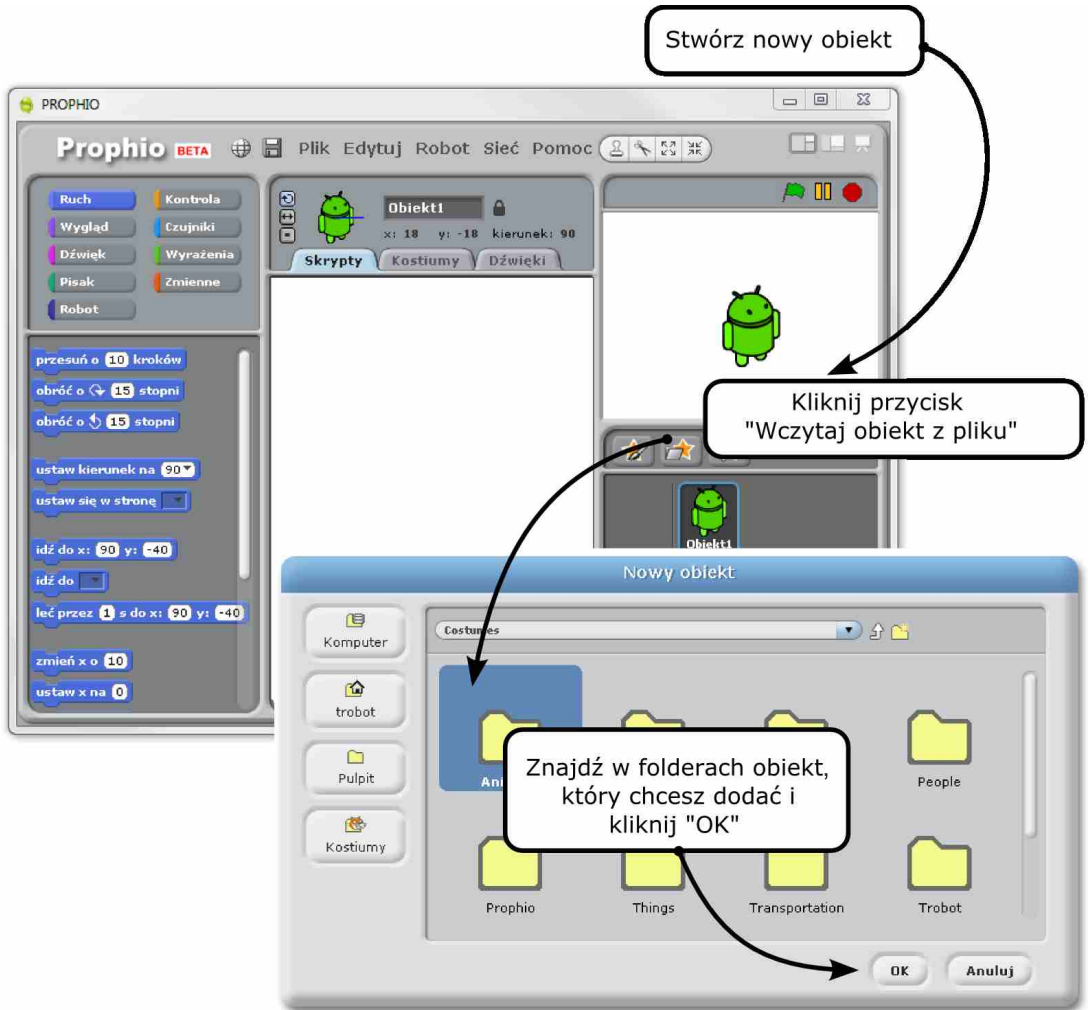 Stwórz nowy obiekt
PROPHIO
Prophio BETA Plik Edytuj Robot Sieć Pomoc
Ruch Kontrola
Wygląd Czujniki
Dźwięk Wyrażenia
Pisak Zmienne
Robot
Obiekt1
x: 18 y: -18 kierunek: 90
Skrypty Kostiumy Dźwięki
przesuń o 10 kroków
obróć o 15 stopni
obróć o 15 stopni
ustaw kierunek na 90
ustaw się w stronę
idź do x: 90 y: -40
idź do
leć przez 1 s do x: 90 y: -40
zmień x o 10
ustaw x na 0
Kliknij przycisk
"Wczytaj obiekt z pliku"
Obiekt1
Nowy obiekt
Komputer
trobot
Pulpit
Kostiumy
Costumes
Znajdź w folderach obiekt,
który chcesz dodać i
kliknij "OK"
People
Prophio Things Transportation Trobot
OK Anuluj